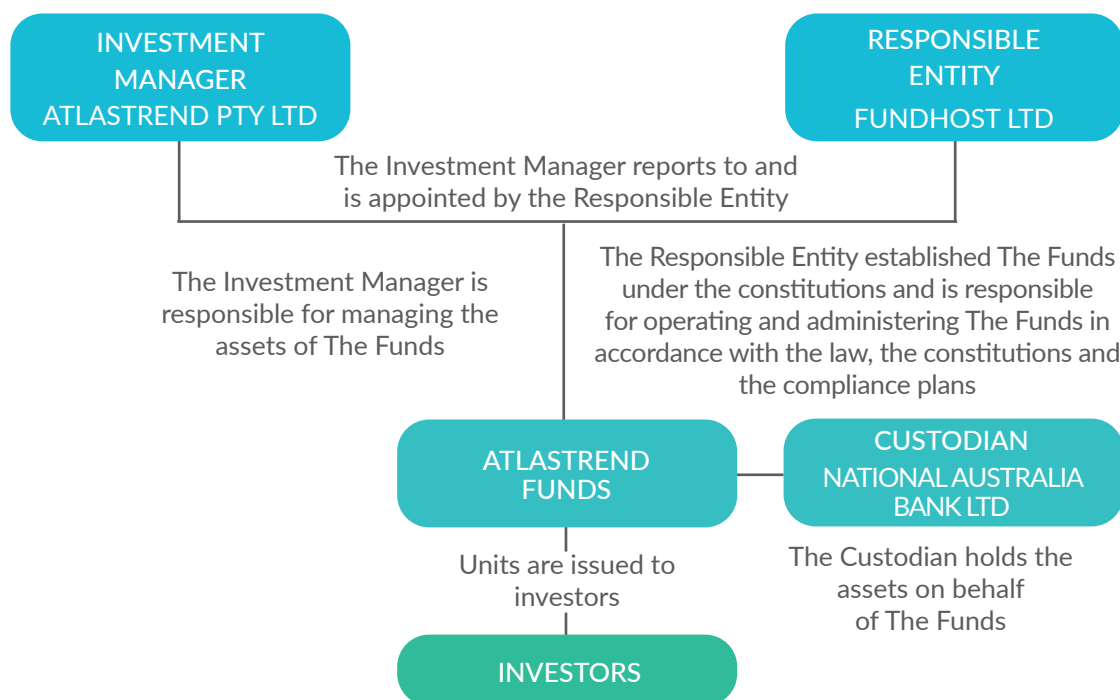 INVESTMENT
MANAGER
ATLASTREND PTY LTD
RESPONSIBLE
ENTITY
FUNDHOST LTD
The Investment Manager reports to and
is appointed by the Responsible Entity
The Investment Manager is
responsible for managing the
assets of The Funds
The Responsible Entity established The Funds
under the constitutions and is responsible
for operating and administering The Funds in
accordance with the law, the constitutions and
the compliance plans
ATLASTREND
FUNDS
CUSTODIAN
NATIONAL AUSTRALIA
BANK LTD
Units are issued to
investors
The Custodian holds the
assets on behalf
of The Funds
INVESTORS